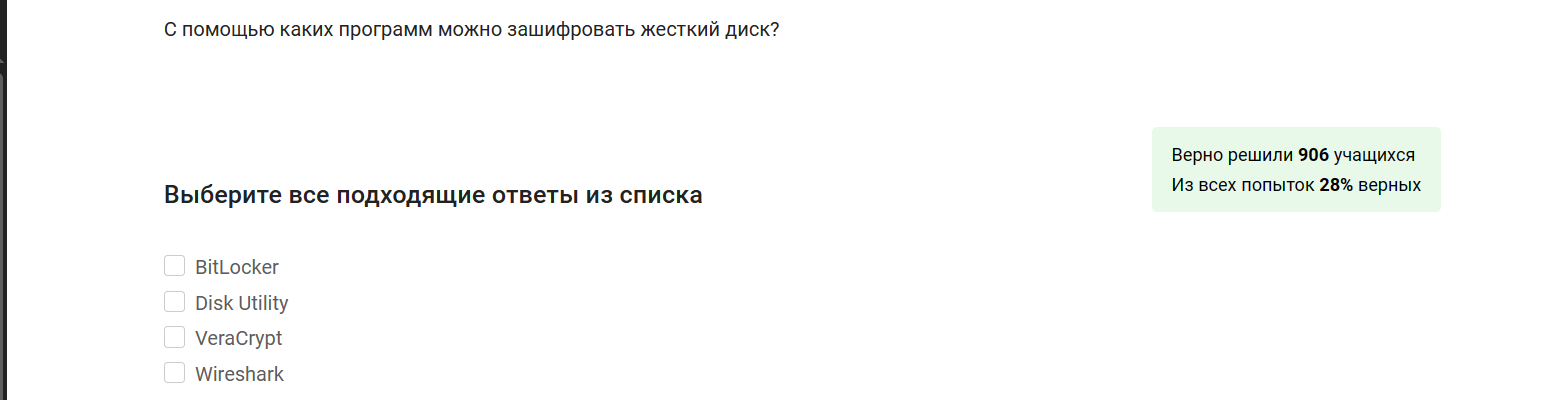 С помощью каких программ можно зашифровать жесткий диск?
Верно решили 906 учащихся
Из всех попыток 28% верных
Выберите все подходящие ответы из списка
BitLocker
Disk Utility
VeraCrypt
Wireshark